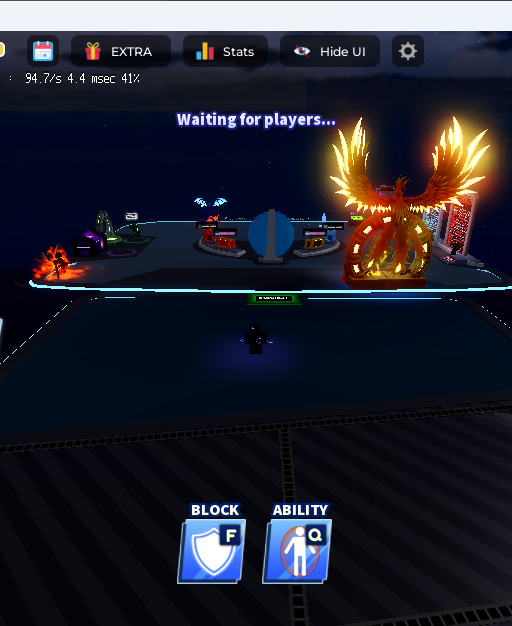 EXTRA
Stats
Hide UI
: 94.7/s 4.4 msec 41%
Waiting for players...
BLOCK
ABILITY
F
Q